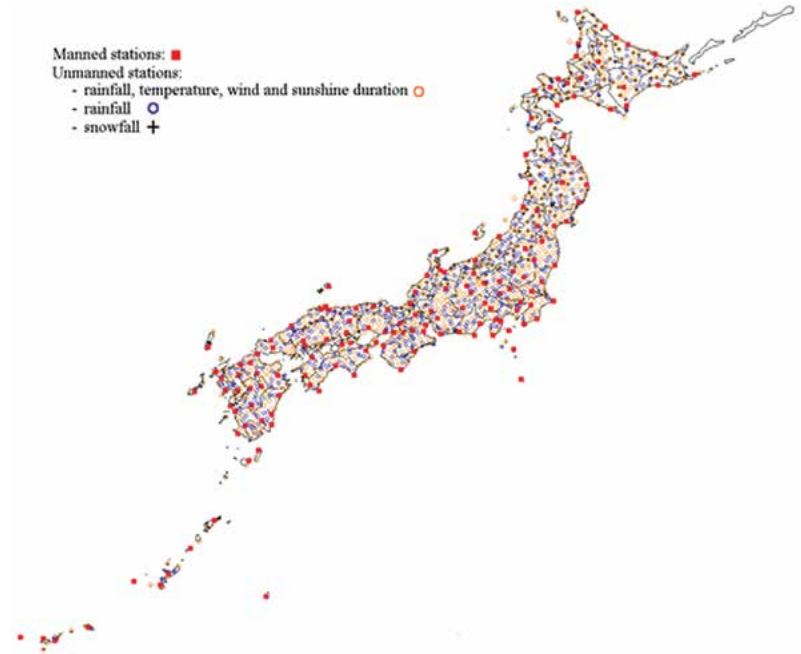 Manned stations:
Unmanned stations:
- rainfall, temperature, wind and sunshine duration
- rainfall
- snowfall